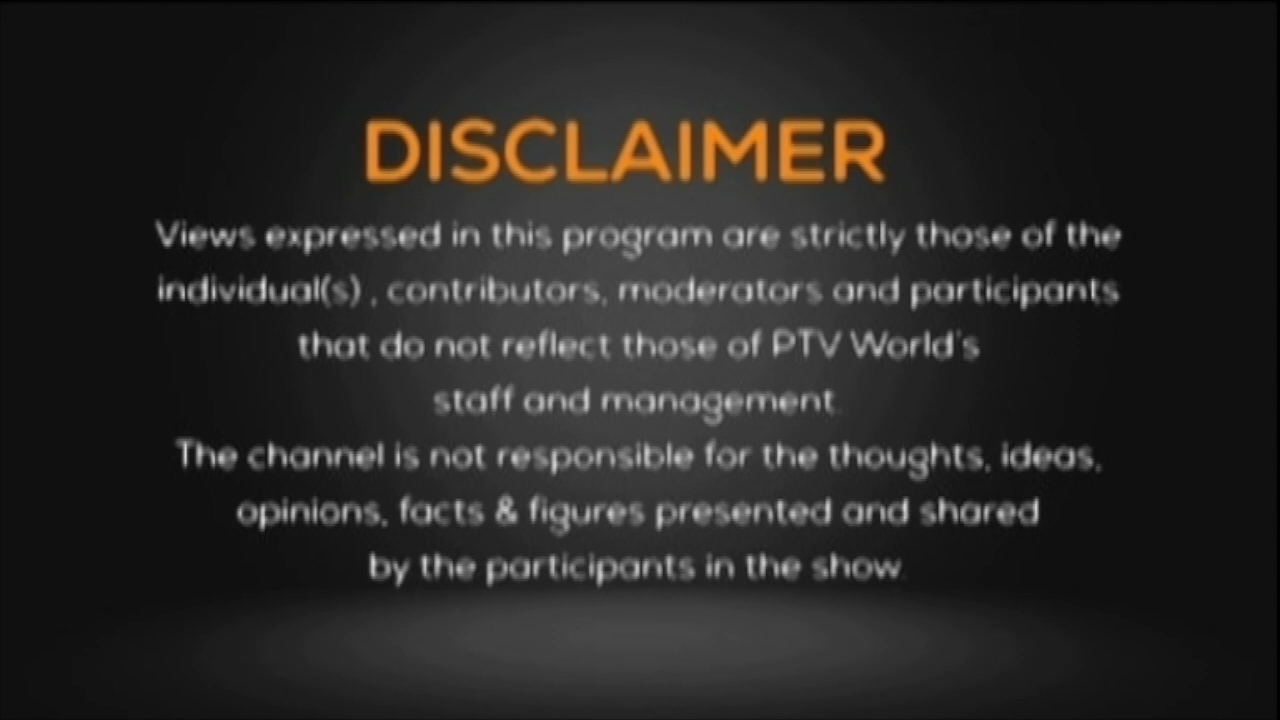 DISCLAIMER
Views expressed in this program are strictly those of the
individual(s) , contributors, moderators and participants
that do not reflect those of PTV World's
staff and management.
The channel is not responsible for the thoughts, ideas,
opinions, facts & figures presented and shared
by the participants in the show.